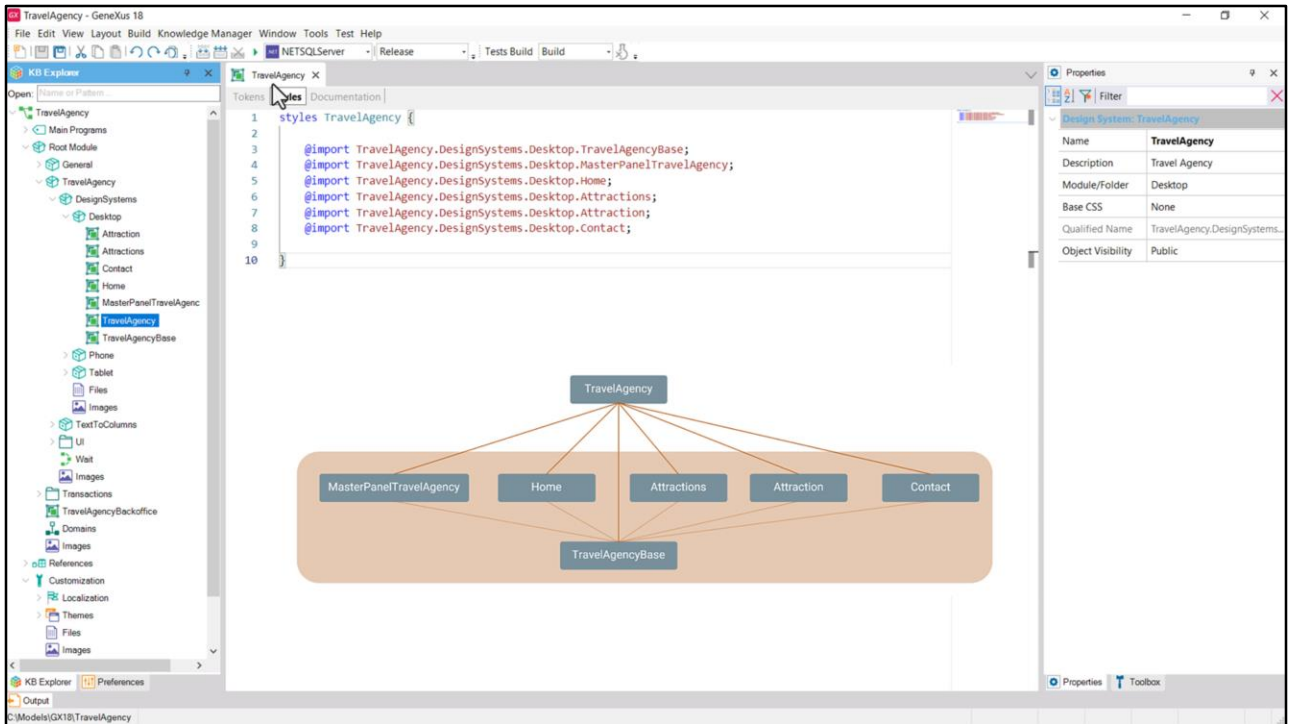 TravelAgency - GeneXus 18
File Edit View Layout Build Knowledge Manager Window Tools Test Help
NETSQLServer Release Tests Build Build
KB Explorer
Open: Name or Pattern...
TravelAgency
Main Programs
Root Module
General
TravelAgency
DesignSystems
Desktop
Attraction
Attractions
Contact
Home
MasterPanelTravelAgenc
TravelAgency
TravelAgencyBase
Phone
Tablet
Files
Images
TextToColumns
UI
Wait
Images
Transactions
TravelAgencyBackoffice
Domains
Images
References
Customization
Localization
Themes
Files
Images
KB Explorer Preferences
Output
C:\Models\GX18\TravelAgency
TravelAgency
Tokens Styles Documentation
1 styles TravelAgency {
2
3 @import TravelAgency.DesignSystems.Desktop.TravelAgencyBase;
4 @import TravelAgency.DesignSystems.Desktop.MasterPanelTravelAgency;
5 @import TravelAgency.DesignSystems.Desktop.Home;
6 @import TravelAgency.DesignSystems.Desktop.Attractions;
7 @import TravelAgency.DesignSystems.Desktop.Attraction;
8 @import TravelAgency.DesignSystems.Desktop.Contact;
9
10 }
TravelAgency
MasterPanelTravelAgency Home Attractions Attraction Contact
TravelAgencyBase
Properties
Filter
Design System: TravelAgency
Name TravelAgency
Description Travel Agency
Module/Folder Desktop
Base CSS None
Qualified Name TravelAgency.DesignSystems...
Object Visibility Public
Properties Toolbox